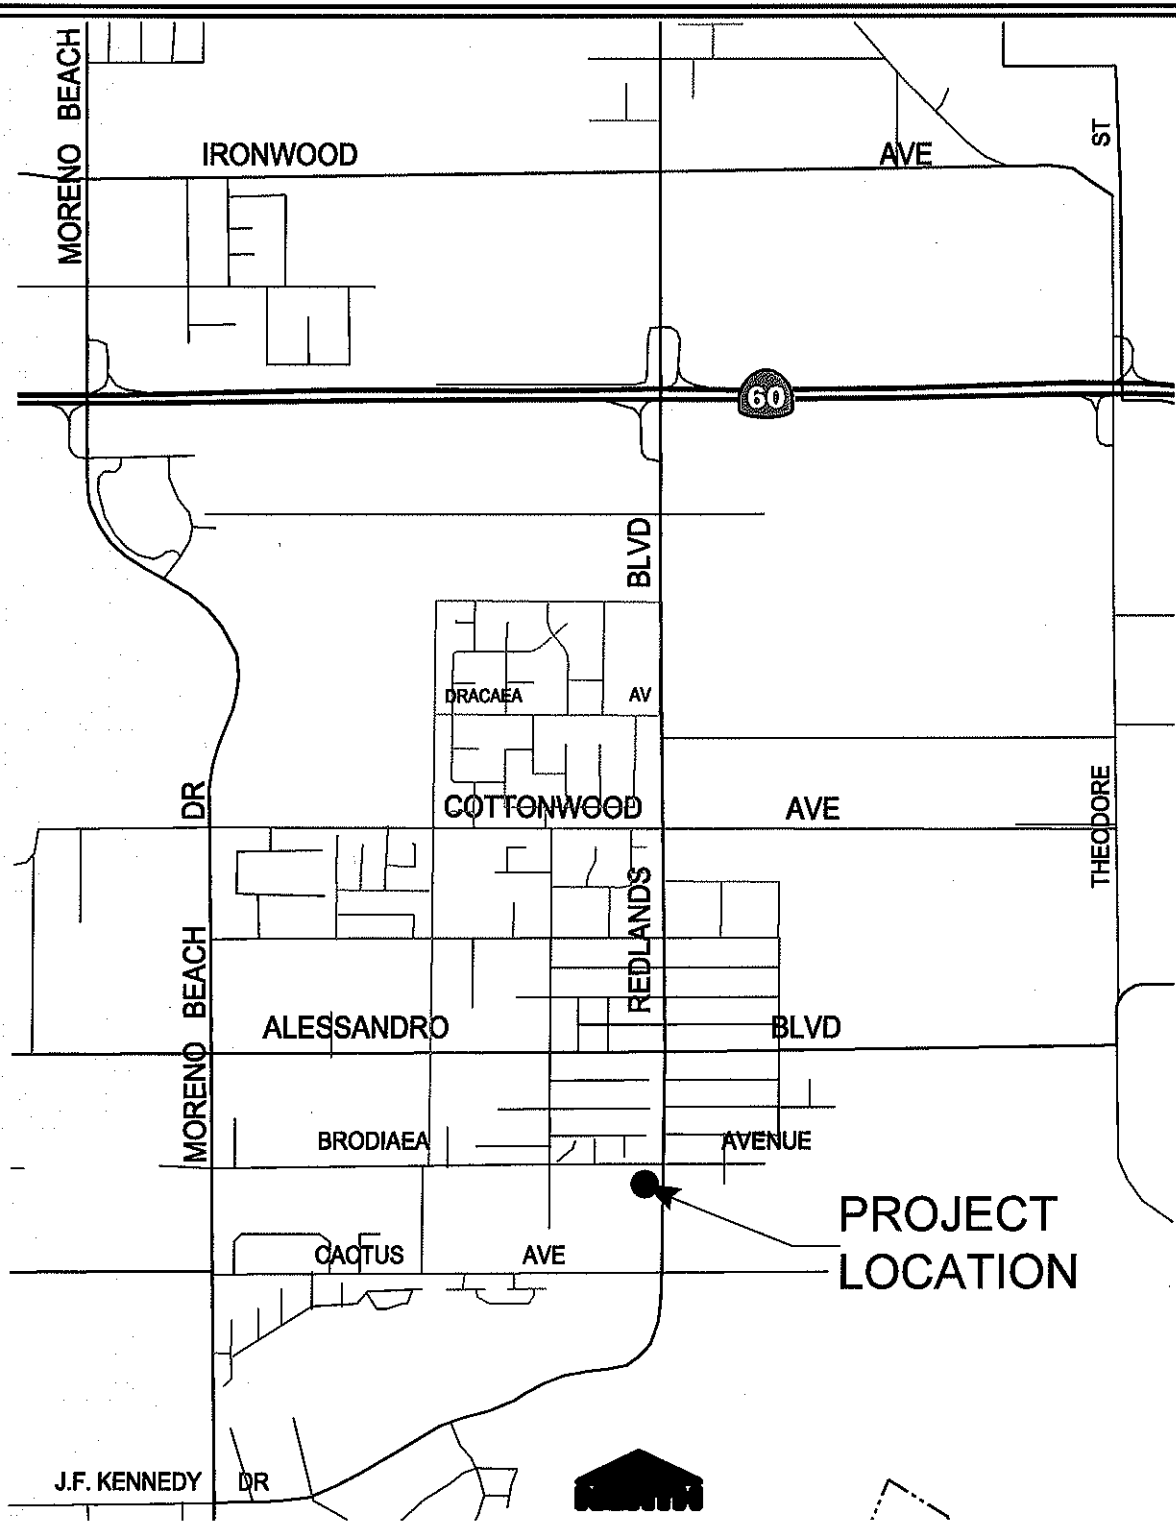 MORENO BEACH
IRONWOOD AVE
ST
60
BLVD
DRACAEA AV
DR
COTTONWOOD AVE
THEODORE
REDLANDS
MORENO BEACH
ALESSANDRO BLVD
BRODIAEA AVENUE
PROJECT
LOCATION
CACTUS AVE
J.F. KENNEDY DR
NORTH